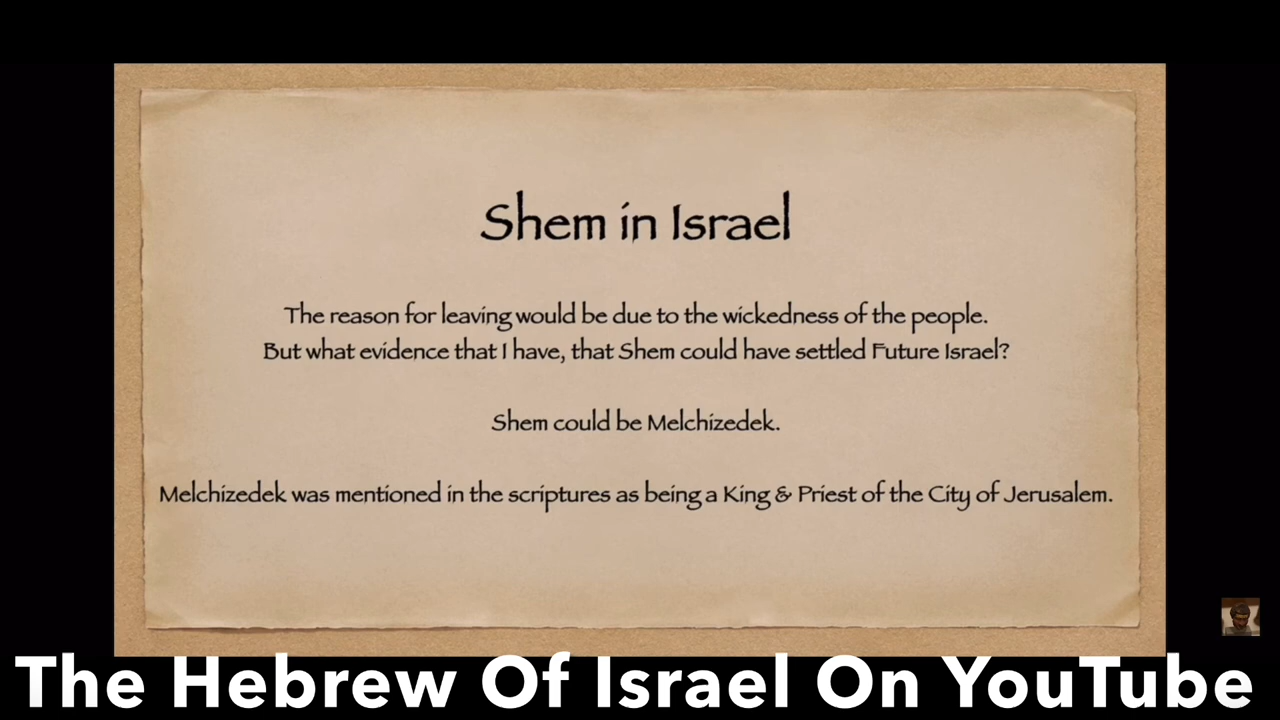 Shem in Israel
The reason for leaving would be due to the wickedness of the people.
But what evidence that I have, that Shem could have settled Future Israel?
Shem could be Melchizedek.
Melchizedek was mentioned in the scriptures as being a King & Priest of the City of Jerusalem.
The Hebrew Of Israel On YouTube